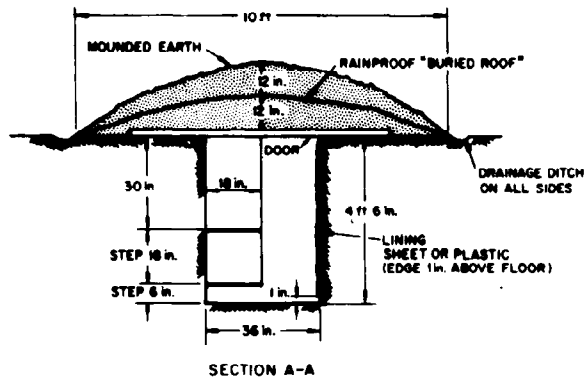 10 ft
MOUNDED EARTH
RAINPROOF "BURIED ROOF"
12 in.
12 in.
DOOR
DRAINAGE DITCH
ON ALL SIDES
18 in.
30 in
4 ft 6 in.
LINING
SHEET OR PLASTIC
(EDGE 1 in. ABOVE FLOOR)
STEP 18 in.
STEP 6 in.
1 in.
36 in.
SECTION A-A